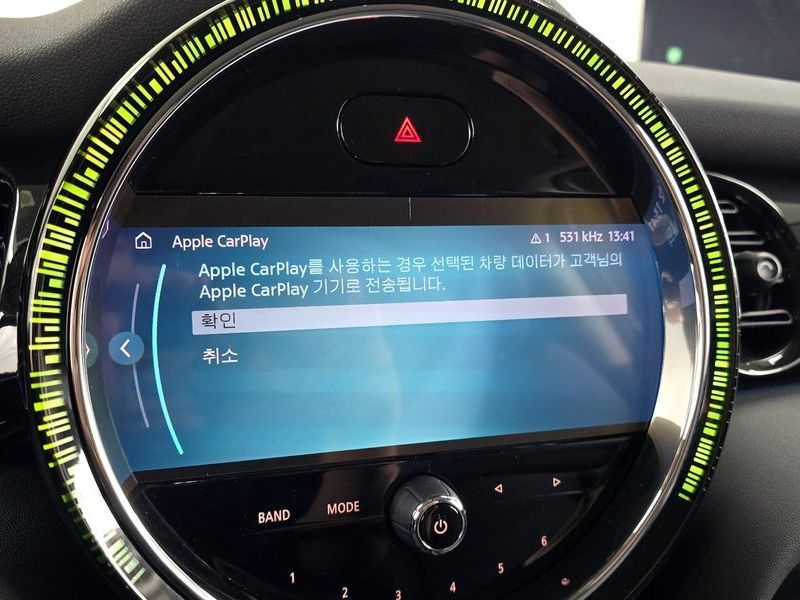 Apple CarPlay
1 531 kHz 13:41
Apple CarPlay를 사용하는 경우 선택된 차량 데이터가 고객님의
Apple CarPlay 기기로 전송됩니다.
확인
취소
BAND MODE
1 2 3 4 5 6